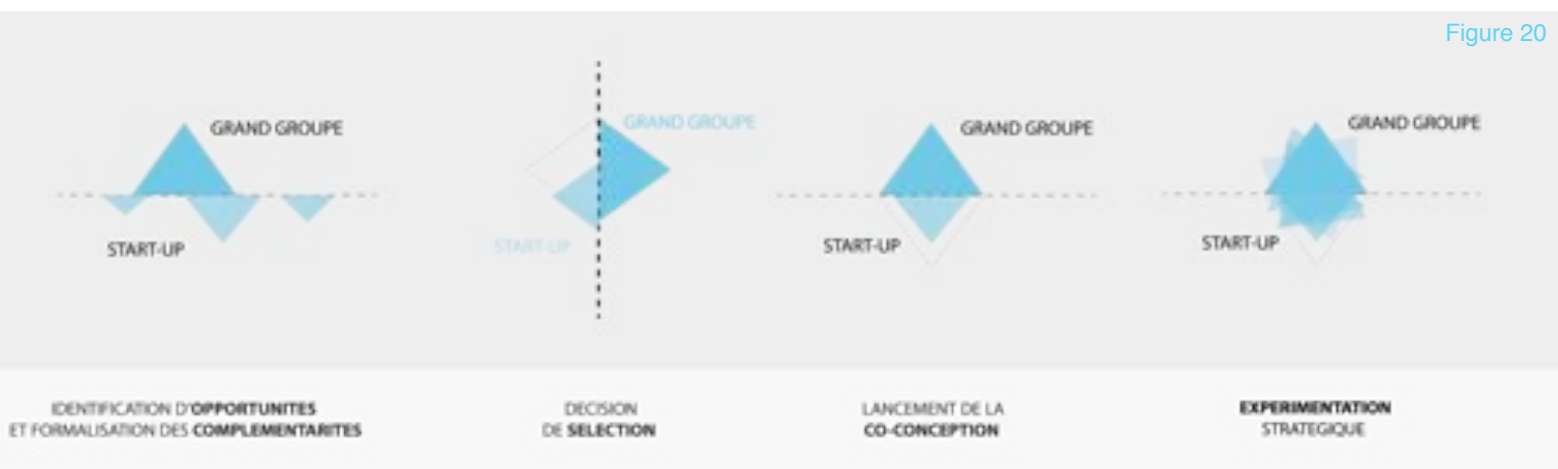 Figure 20
GRAND GROUPE
START-UP
GRAND GROUPE
START-UP
GRAND GROUPE
START-UP
GRAND GROUPE
START-UP
IDENTIFICATION D'OPPORTUNITES
ET FORMALISATION DES COMPLEMENTARITES
DECISION
DE SELECTION
LANCEMENT DE LA
CO-CONCEPTION
EXPERIMENTATION
STRATEGIQUE